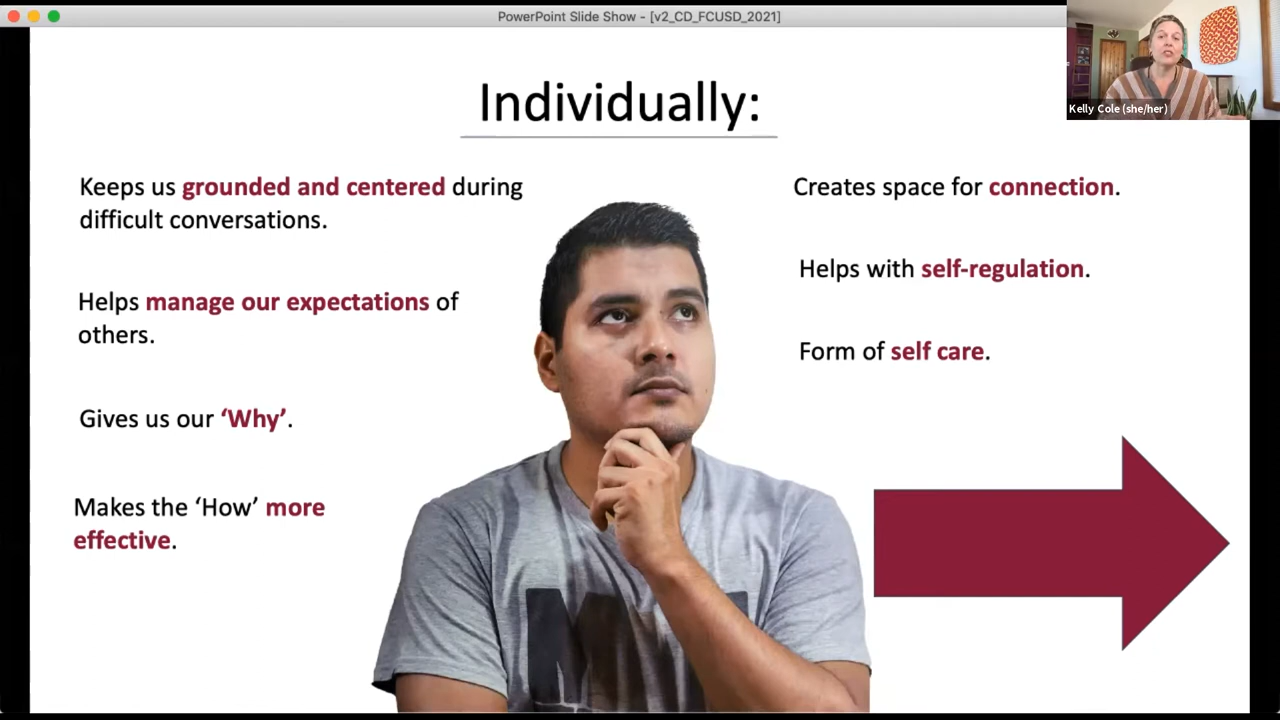 PowerPoint Slide Show - [v2_CD_FCUSD_2021]
Kelly Cole (she/her)
Individually:
Keeps us grounded and centered during
difficult conversations.
Helps manage our expectations of
others.
Gives us our ‘Why’.
Makes the ‘How’ more
effective.
Creates space for connection.
Helps with self-regulation.
Form of self care.